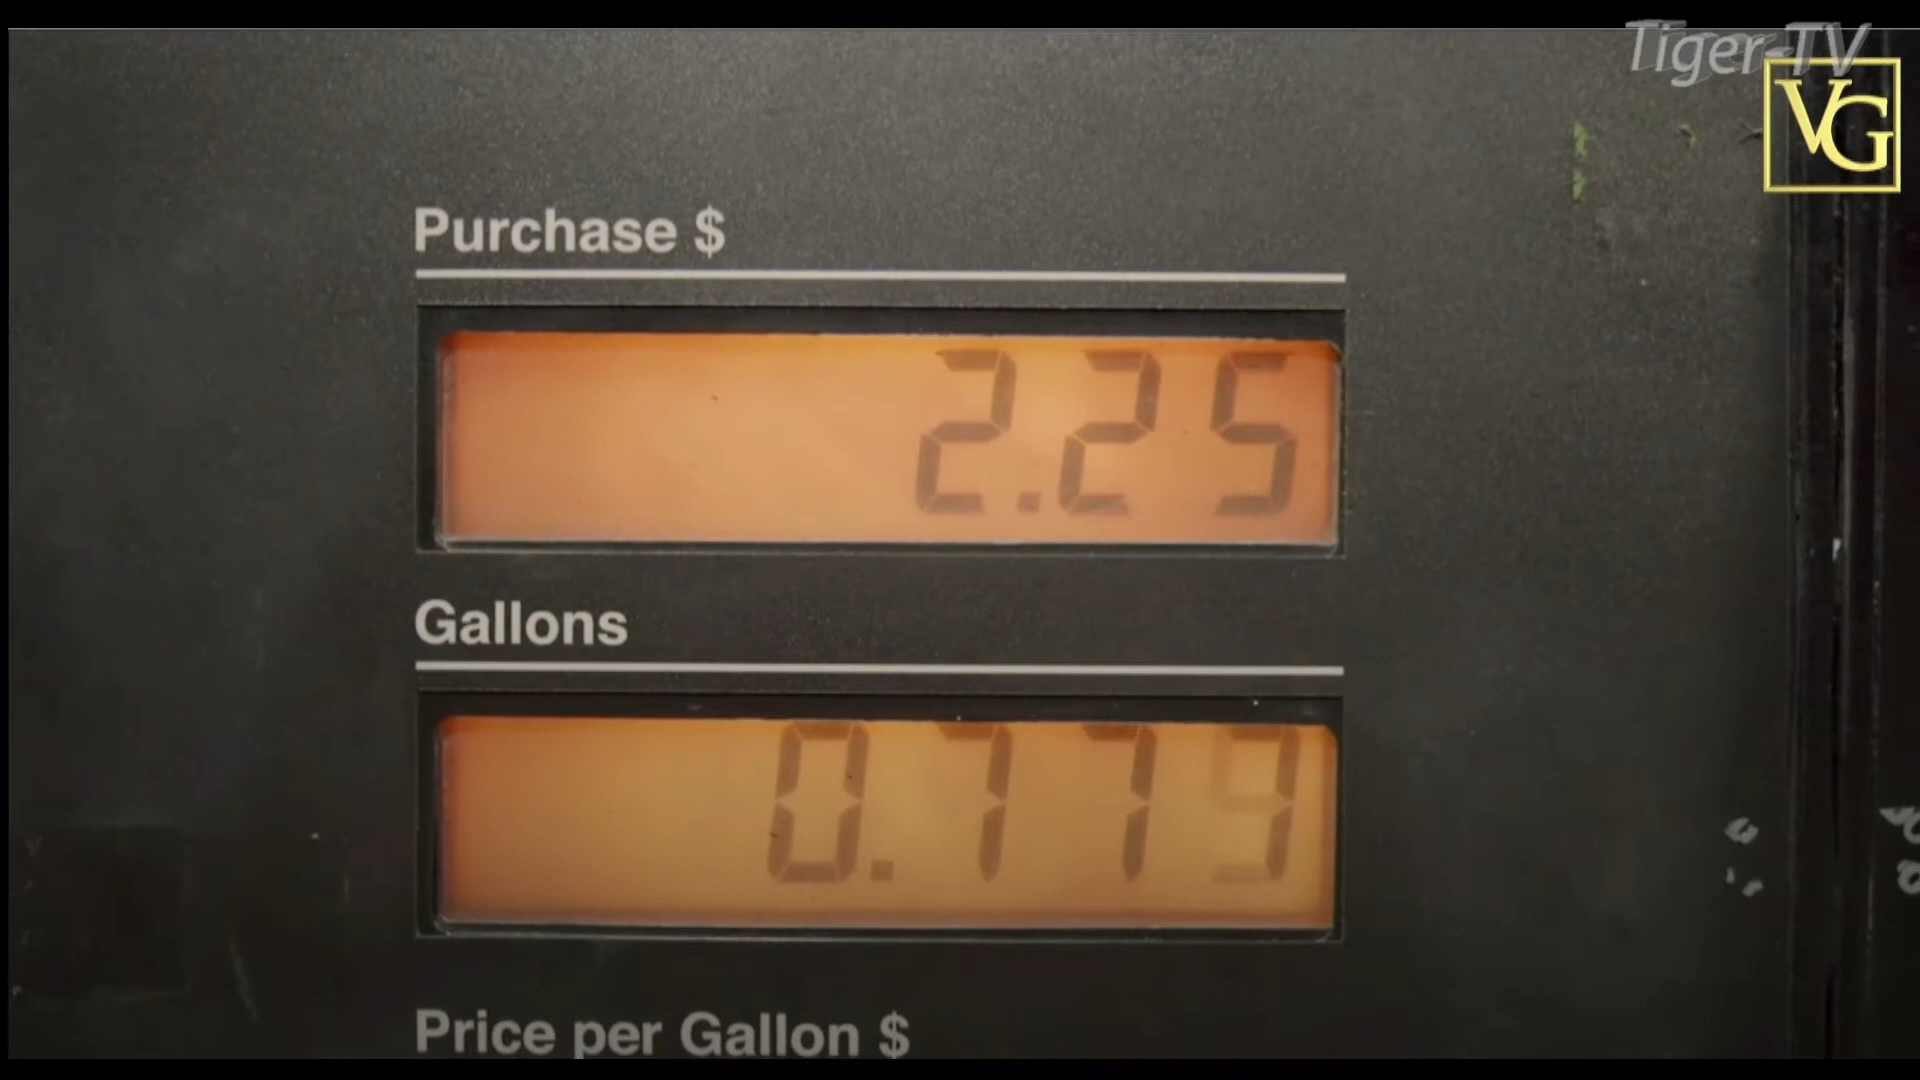 Tiger-TV
VG
Purchase $
2.25
Gallons
0.779
Price per Gallon $